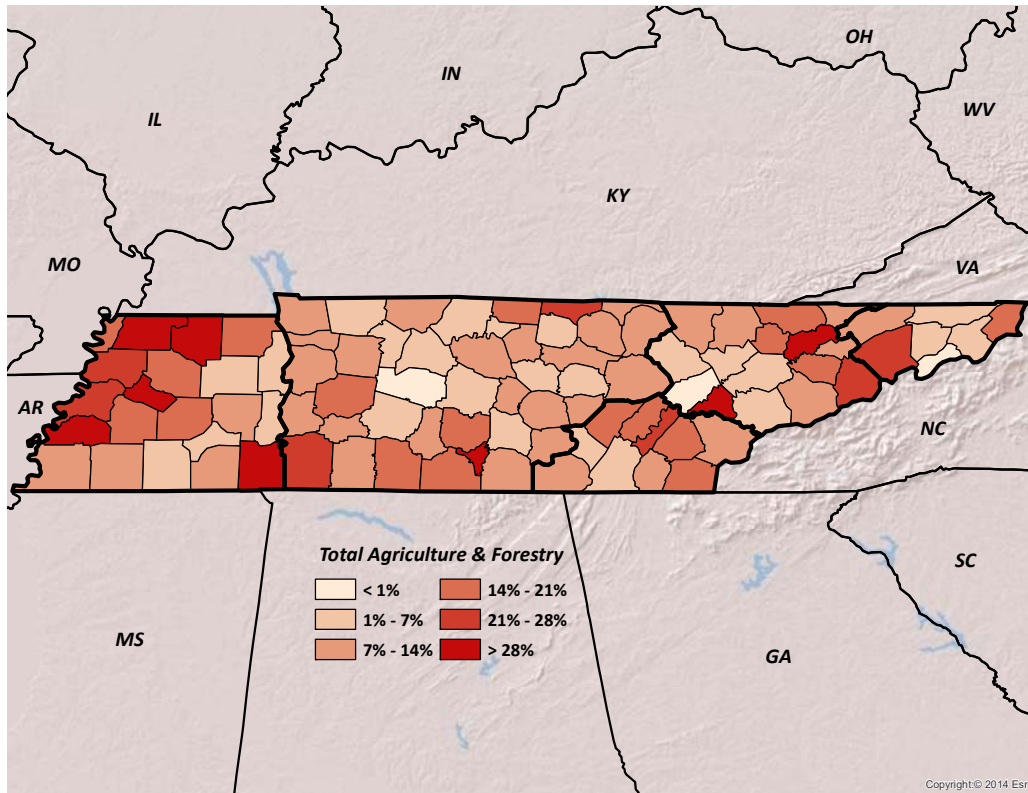 OH
IN
WV
IL
KY
MO
VA
AR
NC
SC
MS
GA
Total Agriculture & Forestry
< 1%
14% - 21%
1% - 7%
21% - 28%
7% - 14%
> 28%
Copyright:© 2014 Esr